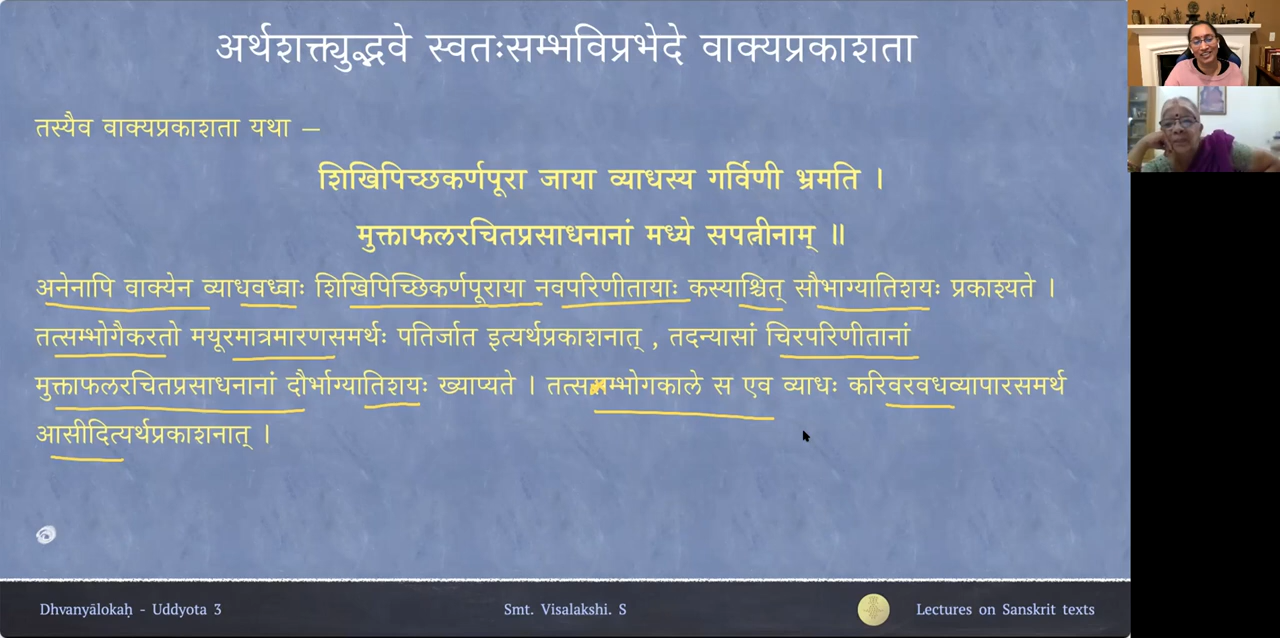 अर्थशक्त्युद्भवे स्वतःसम्भविप्रभेदे वाक्यप्रकाशता
तस्यैव वाक्यप्रकाशता यथा –
शिखिपिच्छकर्णपूरा जाया व्याधस्य गर्विणी भ्रमति ।
मुक्ताफलरचितप्रसाधनानां मध्ये सपत्नीनाम् ॥
अनेनापि वाक्येन व्याधवध्वाः शिखिपिच्छिकर्णपूराया नवपरिणीतायाः कस्याश्चित् सौभाग्यातिशयः प्रकाश्यते ।
तत्सम्भोगैकरतो मयूरमात्रमारणसमर्थः पतिर्जात इत्यर्थप्रकाशनात् , तदन्यासां चिरपरिणीतानां
मुक्ताफलरचितप्रसाधनानां दौर्भाग्यातिशयः ख्याप्यते । तत्ससम्भोगकाले स एव व्याधः करिवरवधव्यापारसमर्थ
आसीदित्यर्थप्रकाशनात् ।
Dhvanyālokaḥ - Uddyota 3 Smt. Visalakshi. S Lectures on Sanskrit texts